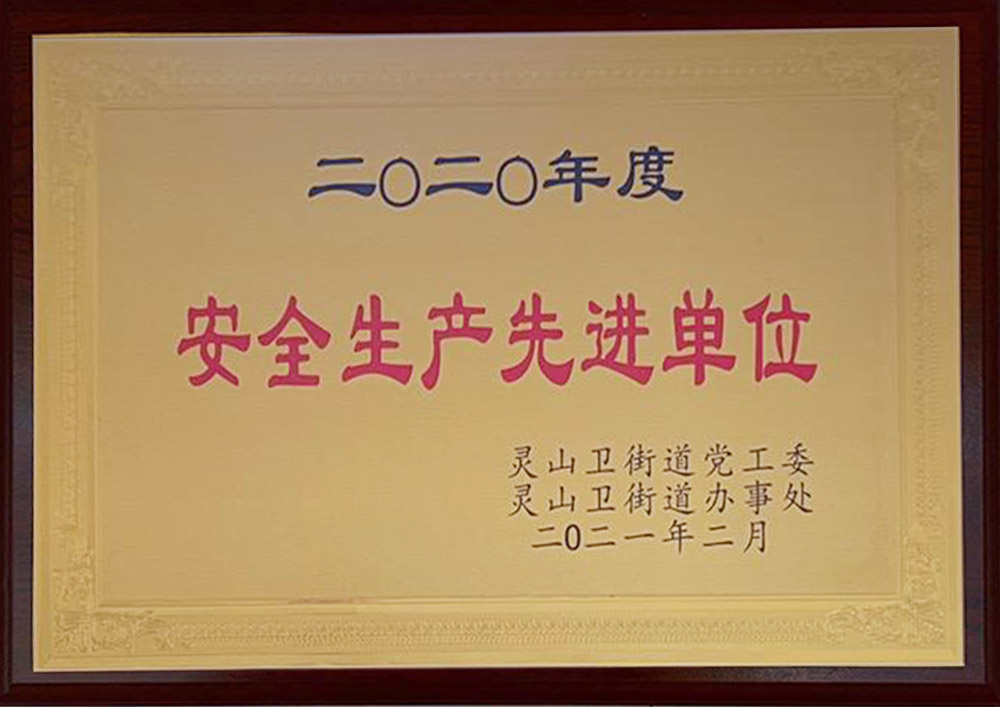 二〇二〇年度
安全生产先进单位
灵山卫街道党工委
灵山卫街道办事处
二0二一年二月